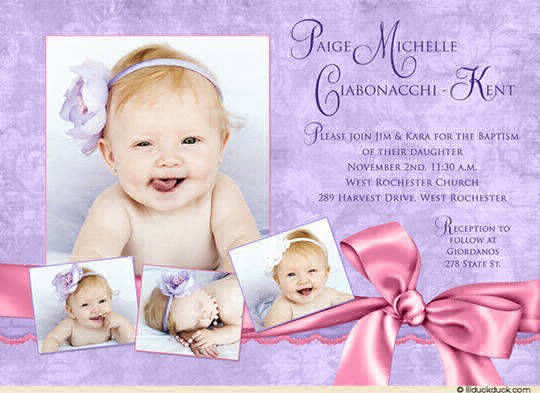 Paige Michelle
Ciabonacchi - Kent
Please join Jim & Kara for the Baptism
of their daughter
November 2nd, 11:30 a.m.
West Rochester Church
289 Harvest Drive, West Rochester
Reception to
follow at
Giordanos
278 State St.
© lilduckduck.com